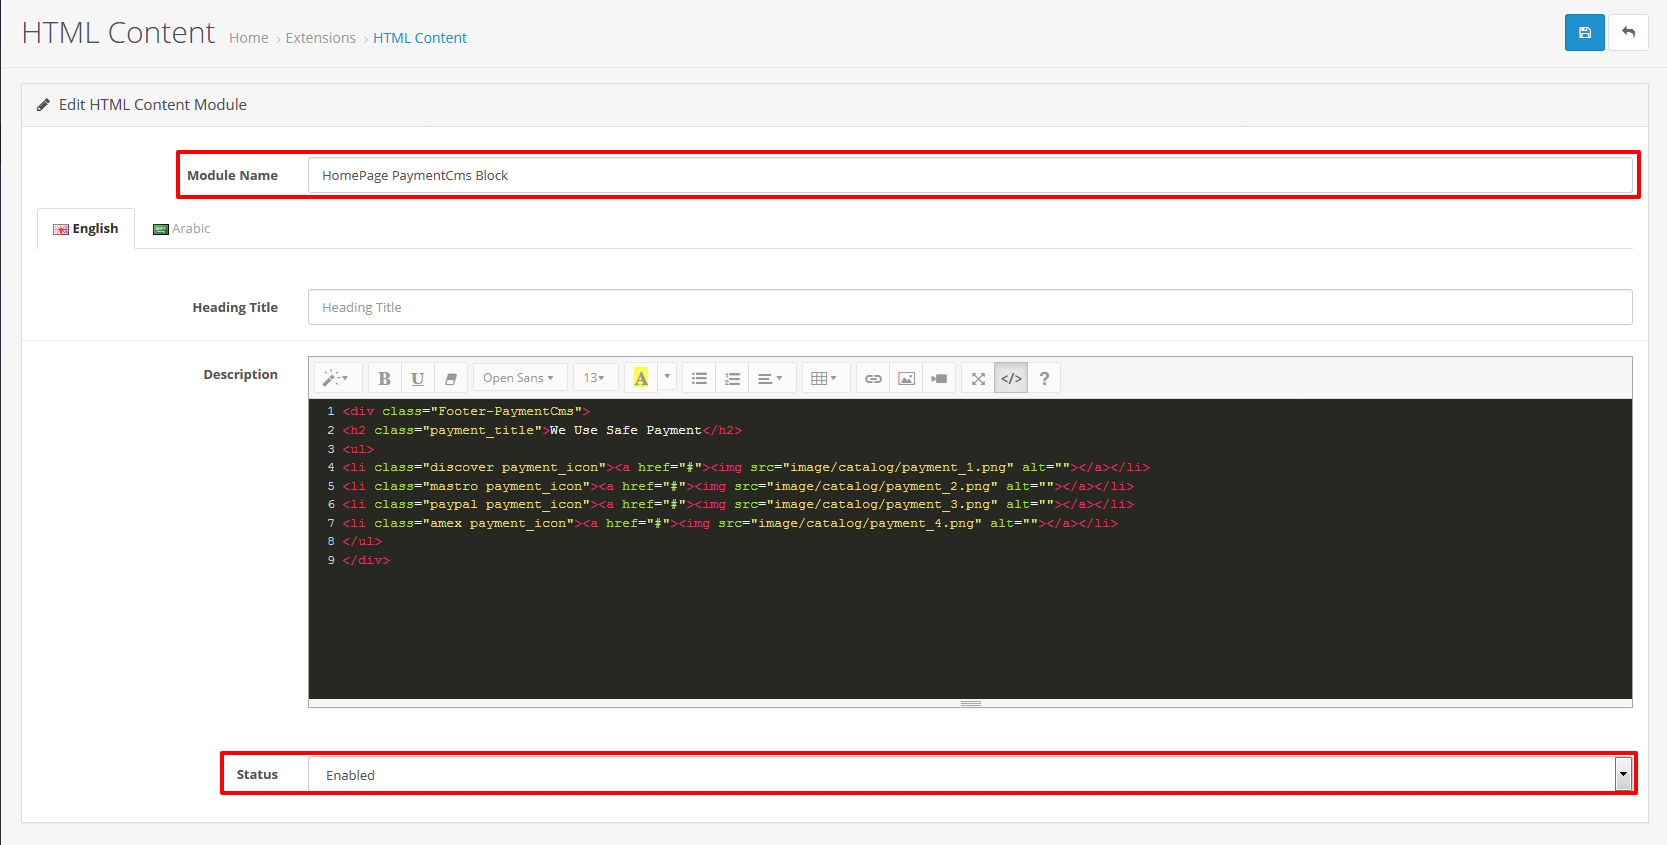 HTML Content Home › Extensions › HTML Content
Edit HTML Content Module
Module Name HomePage PaymentCms Block
English Arabic
Heading Title Heading Title
Description B U Open Sans 13 A </> ?
1 <div class="Footer-PaymentCms">
2 <h2 class="payment_title">We Use Safe Payment</h2>
3 <ul>
4 <li class="discover payment_icon"><a href="#"><img src="image/catalog/payment_1.png" alt=""></a></li>
5 <li class="mastro payment_icon"><a href="#"><img src="image/catalog/payment_2.png" alt=""></a></li>
6 <li class="paypal payment_icon"><a href="#"><img src="image/catalog/payment_3.png" alt=""></a></li>
7 <li class="amex payment_icon"><a href="#"><img src="image/catalog/payment_4.png" alt=""></a></li>
8 </ul>
9 </div>
Status Enabled